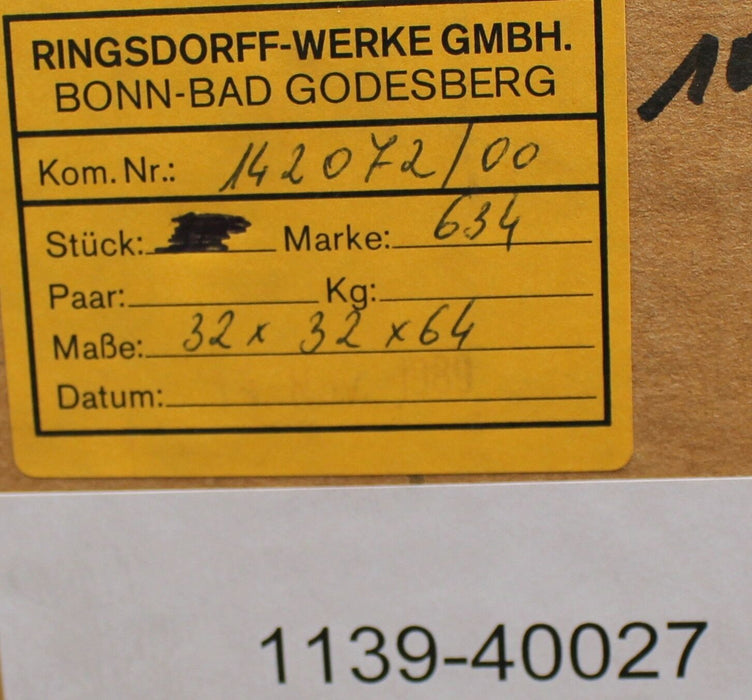 RINGSDORFF-WERKE GMBH.
BONN-BAD GODESBERG
Kom. Nr.: 142072/00
Stück: Marke: 634
Paar: Kg:
Maße: 32 x 32 x 64
Datum:
1139-40027